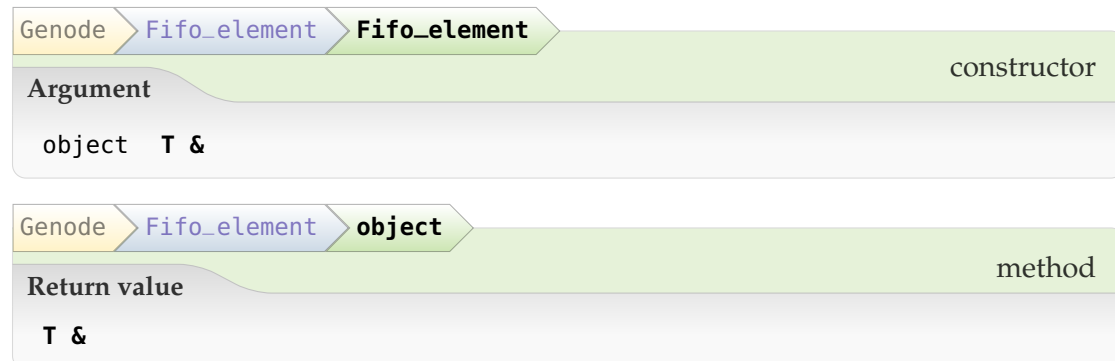 Genode Fifo_element Fifo_element
constructor
Argument
object T &
Genode Fifo_element object
method
Return value
T &